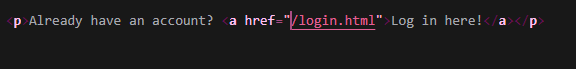 <p>Already have an account? <a href="/login.html">Log in here!</a></p>